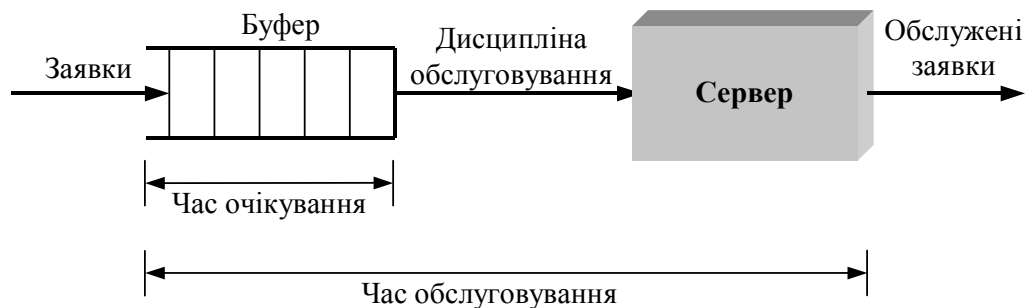 Заявки
Буфер
Дисципліна
обслуговування
Сервер
Обслужені
заявки
Час очікування
Час обслуговування